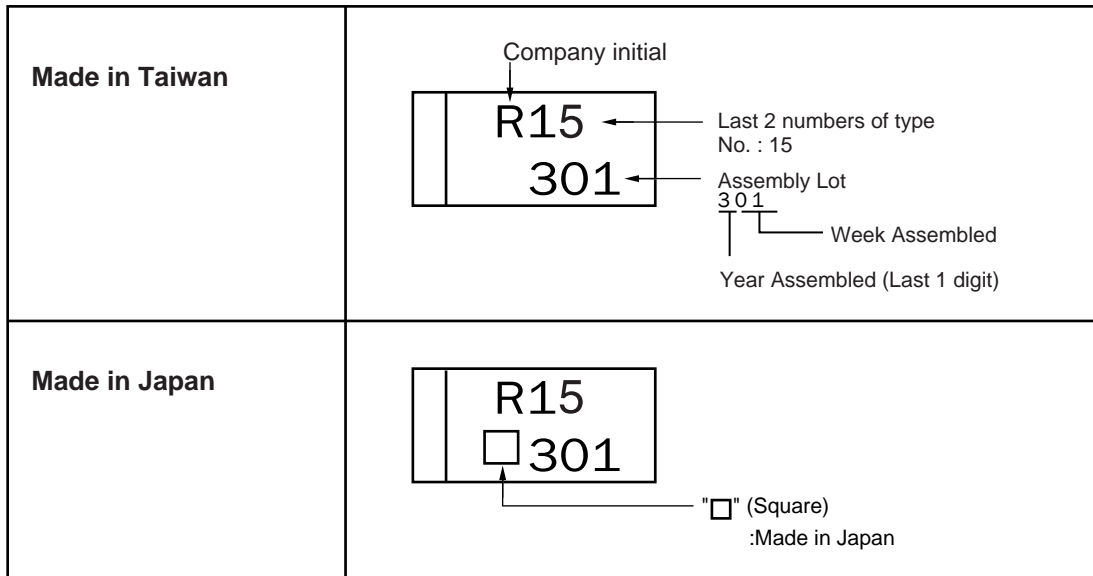 Made in Taiwan
Company initial
R15
301
Last 2 numbers of type
No. : 15
Assembly Lot
301
Week Assembled
Year Assembled (Last 1 digit)
Made in Japan
R15
□301
"□" (Square)
:Made in Japan